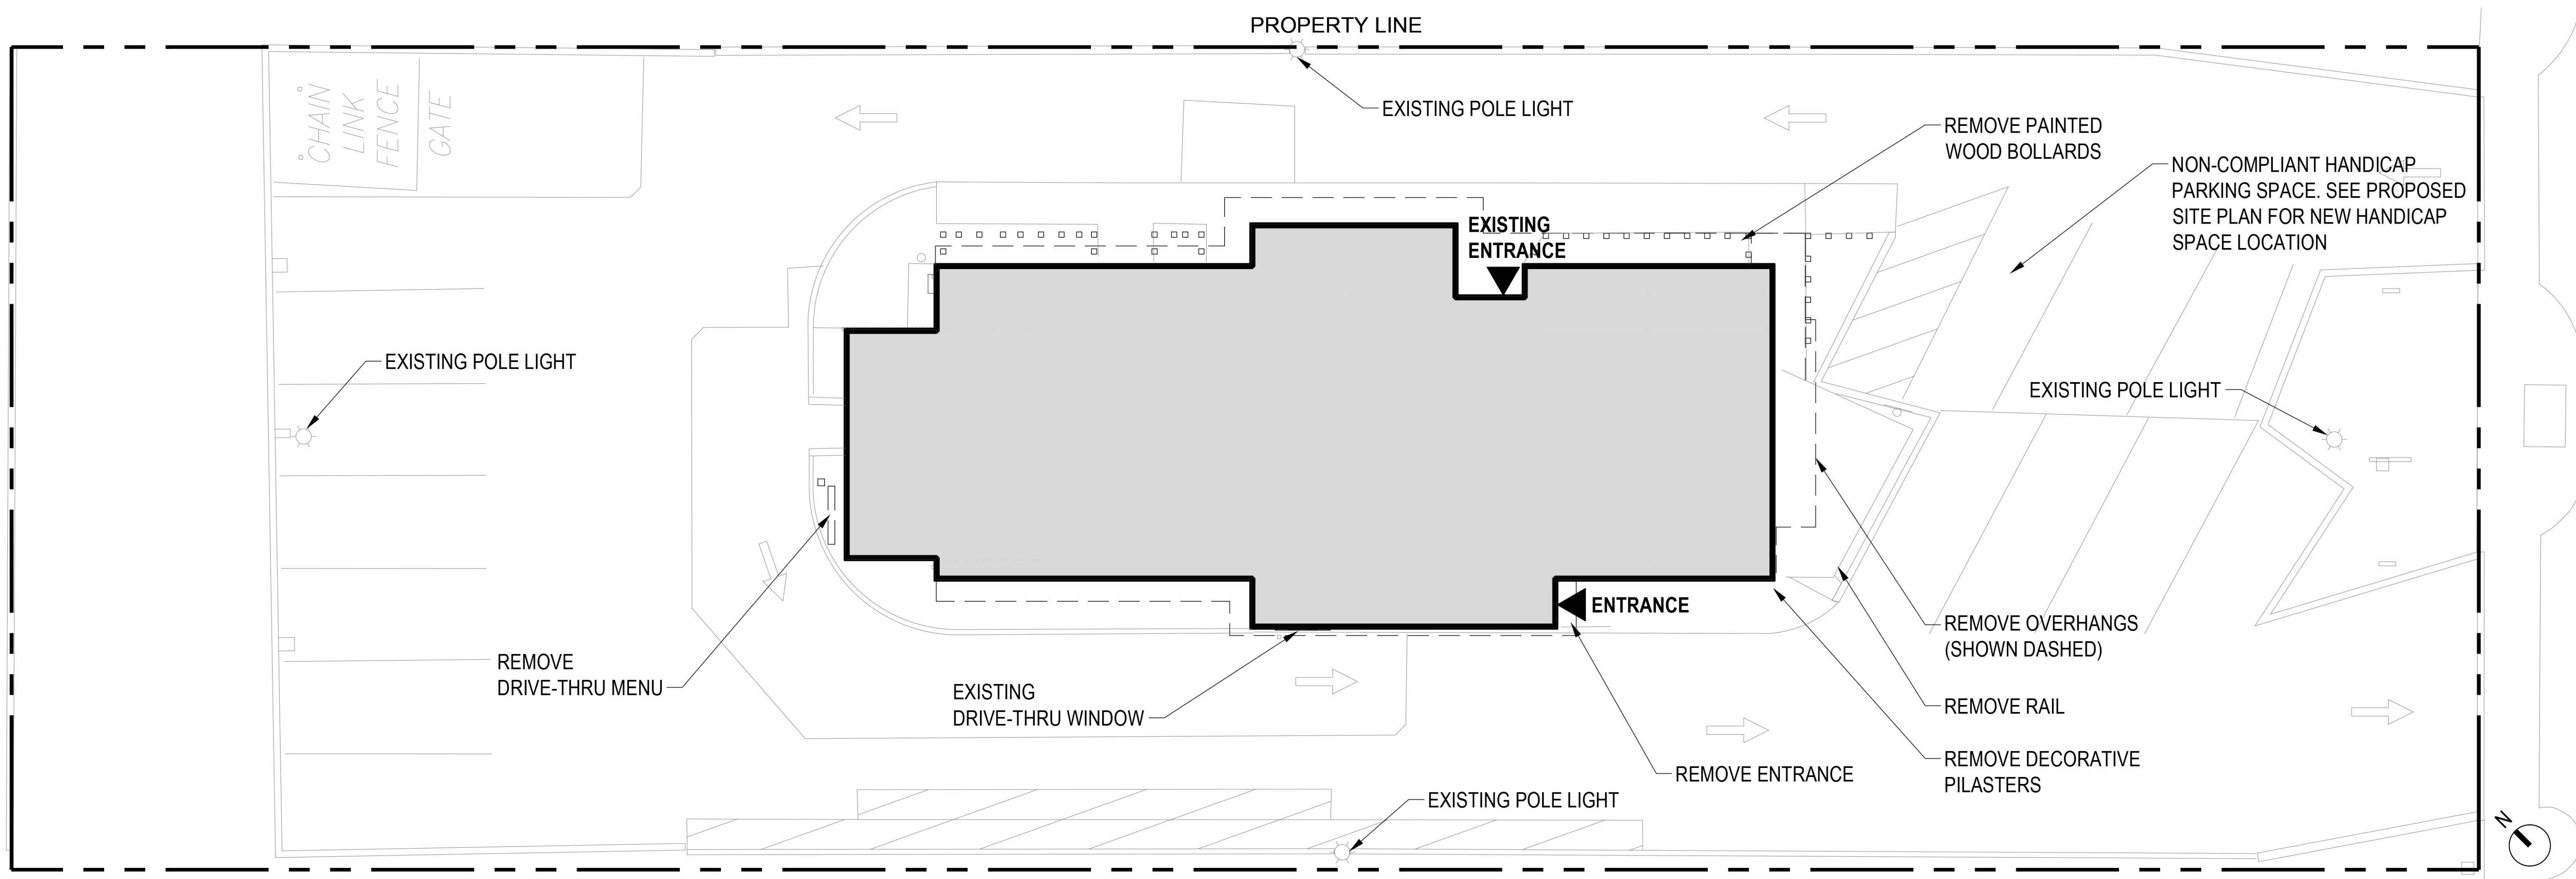 PROPERTY LINE
CHAIN
LINK
FENCE
GATE
EXISTING POLE LIGHT
REMOVE PAINTED
WOOD BOLLARDS
NON-COMPLIANT HANDICAP
PARKING SPACE. SEE PROPOSED
SITE PLAN FOR NEW HANDICAP
SPACE LOCATION
EXISTING
ENTRANCE
EXISTING POLE LIGHT
EXISTING POLE LIGHT
ENTRANCE
REMOVE OVERHANGS
(SHOWN DASHED)
REMOVE
DRIVE-THRU MENU
EXISTING
DRIVE-THRU WINDOW
REMOVE RAIL
REMOVE ENTRANCE
REMOVE DECORATIVE
PILASTERS
EXISTING POLE LIGHT
N